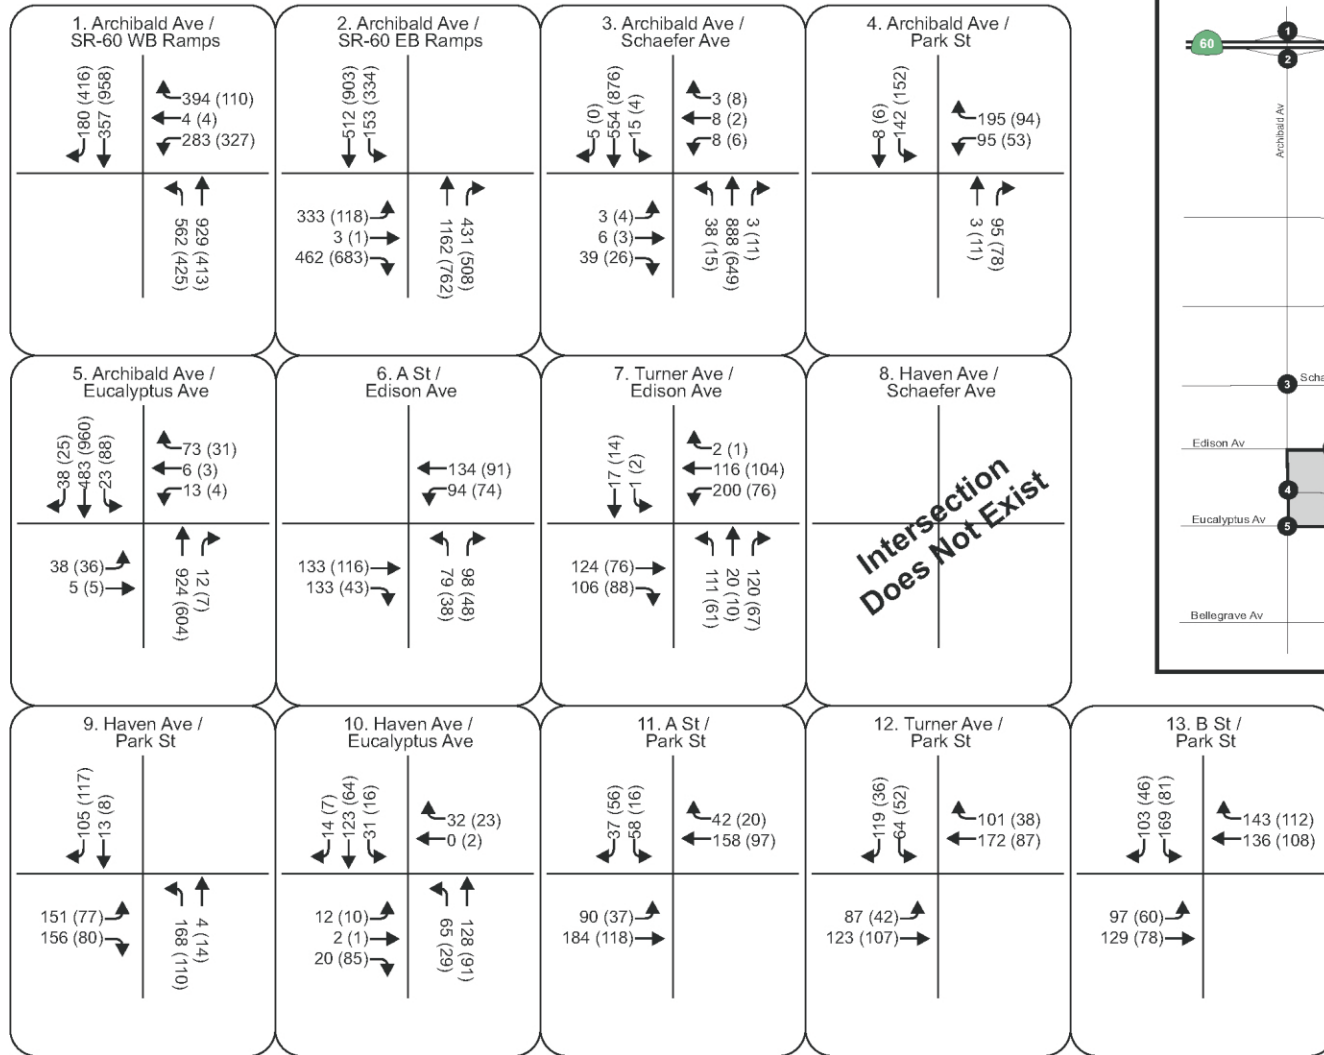 1. Archibald Ave /
SR-60 WB Ramps
180 (416)
357 (958)
394 (110)
4 (4)
283 (327)
562 (425)
929 (413)
2. Archibald Ave /
SR-60 EB Ramps
512 (903)
153 (334)
333 (118)
3 (1)
462 (683)
1162 (762)
431 (508)
3. Archibald Ave /
Schaefer Ave
5 (0)
554 (876)
15 (4)
3 (8)
8 (2)
8 (6)
3 (4)
6 (3)
39 (26)
38 (15)
888 (649)
3 (11)
4. Archibald Ave /
Park St
8 (6)
142 (152)
195 (94)
95 (53)
3 (11)
95 (78)
60
1
2
Archibald Av
3
Scha
Edison Av
4
Eucalyptus Av
5
Bellegrave Av
5. Archibald Ave /
Eucalyptus Ave
38 (25)
483 (960)
23 (88)
73 (31)
6 (3)
13 (4)
38 (36)
5 (5)
924 (604)
12 (7)
6. A St /
Edison Ave
134 (91)
94 (74)
133 (116)
133 (43)
79 (38)
98 (48)
7. Turner Ave /
Edison Ave
17 (14)
1 (2)
2 (1)
116 (104)
200 (76)
124 (76)
106 (88)
111 (61)
20 (10)
120 (67)
8. Haven Ave /
Schaefer Ave
Intersection
Does Not Exist
9. Haven Ave /
Park St
105 (117)
13 (8)
151 (77)
156 (80)
168 (110)
4 (14)
10. Haven Ave /
Eucalyptus Ave
14 (7)
123 (64)
31 (16)
32 (23)
0 (2)
12 (10)
2 (1)
20 (85)
65 (29)
128 (91)
11. A St /
Park St
37 (56)
58 (16)
42 (20)
158 (97)
90 (37)
184 (118)
12. Turner Ave /
Park St
119 (36)
64 (52)
101 (38)
172 (87)
87 (42)
123 (107)
13. B St /
Park St
103 (46)
169 (81)
143 (112)
136 (108)
97 (60)
129 (78)